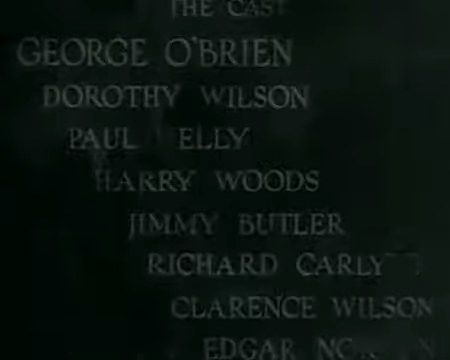 THE CAST
GEORGE O'BRIEN
DOROTHY WILSON
PAUL
HARRY WOODS
JIMMY BUTLER
RICHARD
CLARENCE WILSON
EDGAR